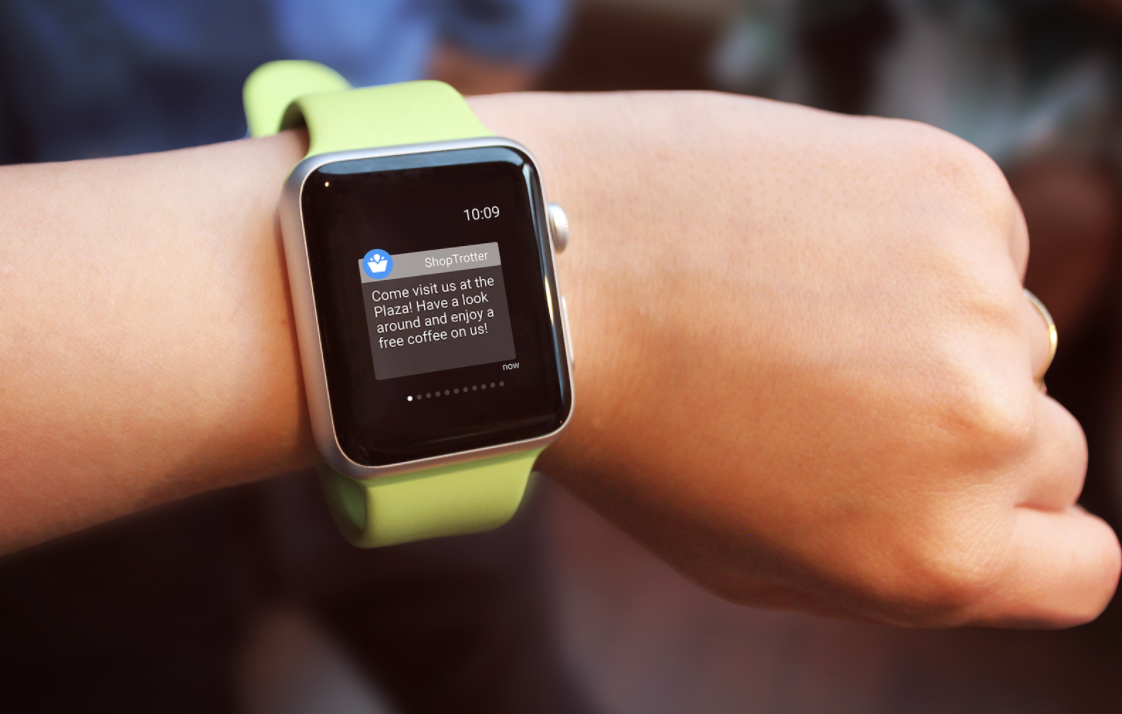 10:09
ShopTrotter
Come visit us at the
Plaza! Have a look
around and enjoy a
free coffee on us!
now